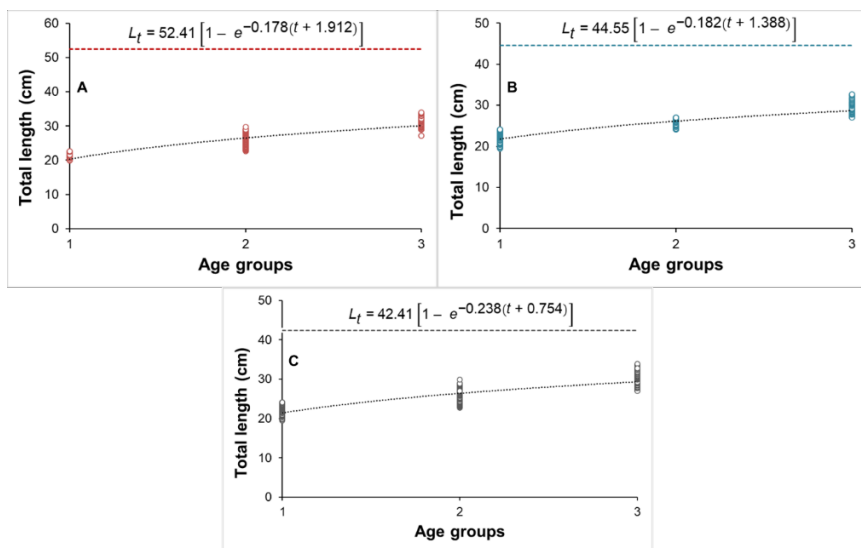 L_t = 52.41 [1 – e^–0.178(t + 1.912)]
60
50
40
30
20
10
0
A
Total length (cm)
1 2 3
Age groups
L_t = 44.55 [1 – e^–0.182(t + 1.388)]
50
40
30
20
10
0
B
Total length (cm)
1 2 3
Age groups
L_t = 42.41 [1 – e^–0.238(t + 0.754)]
50
40
30
20
10
0
C
Total length (cm)
1 2 3
Age groups